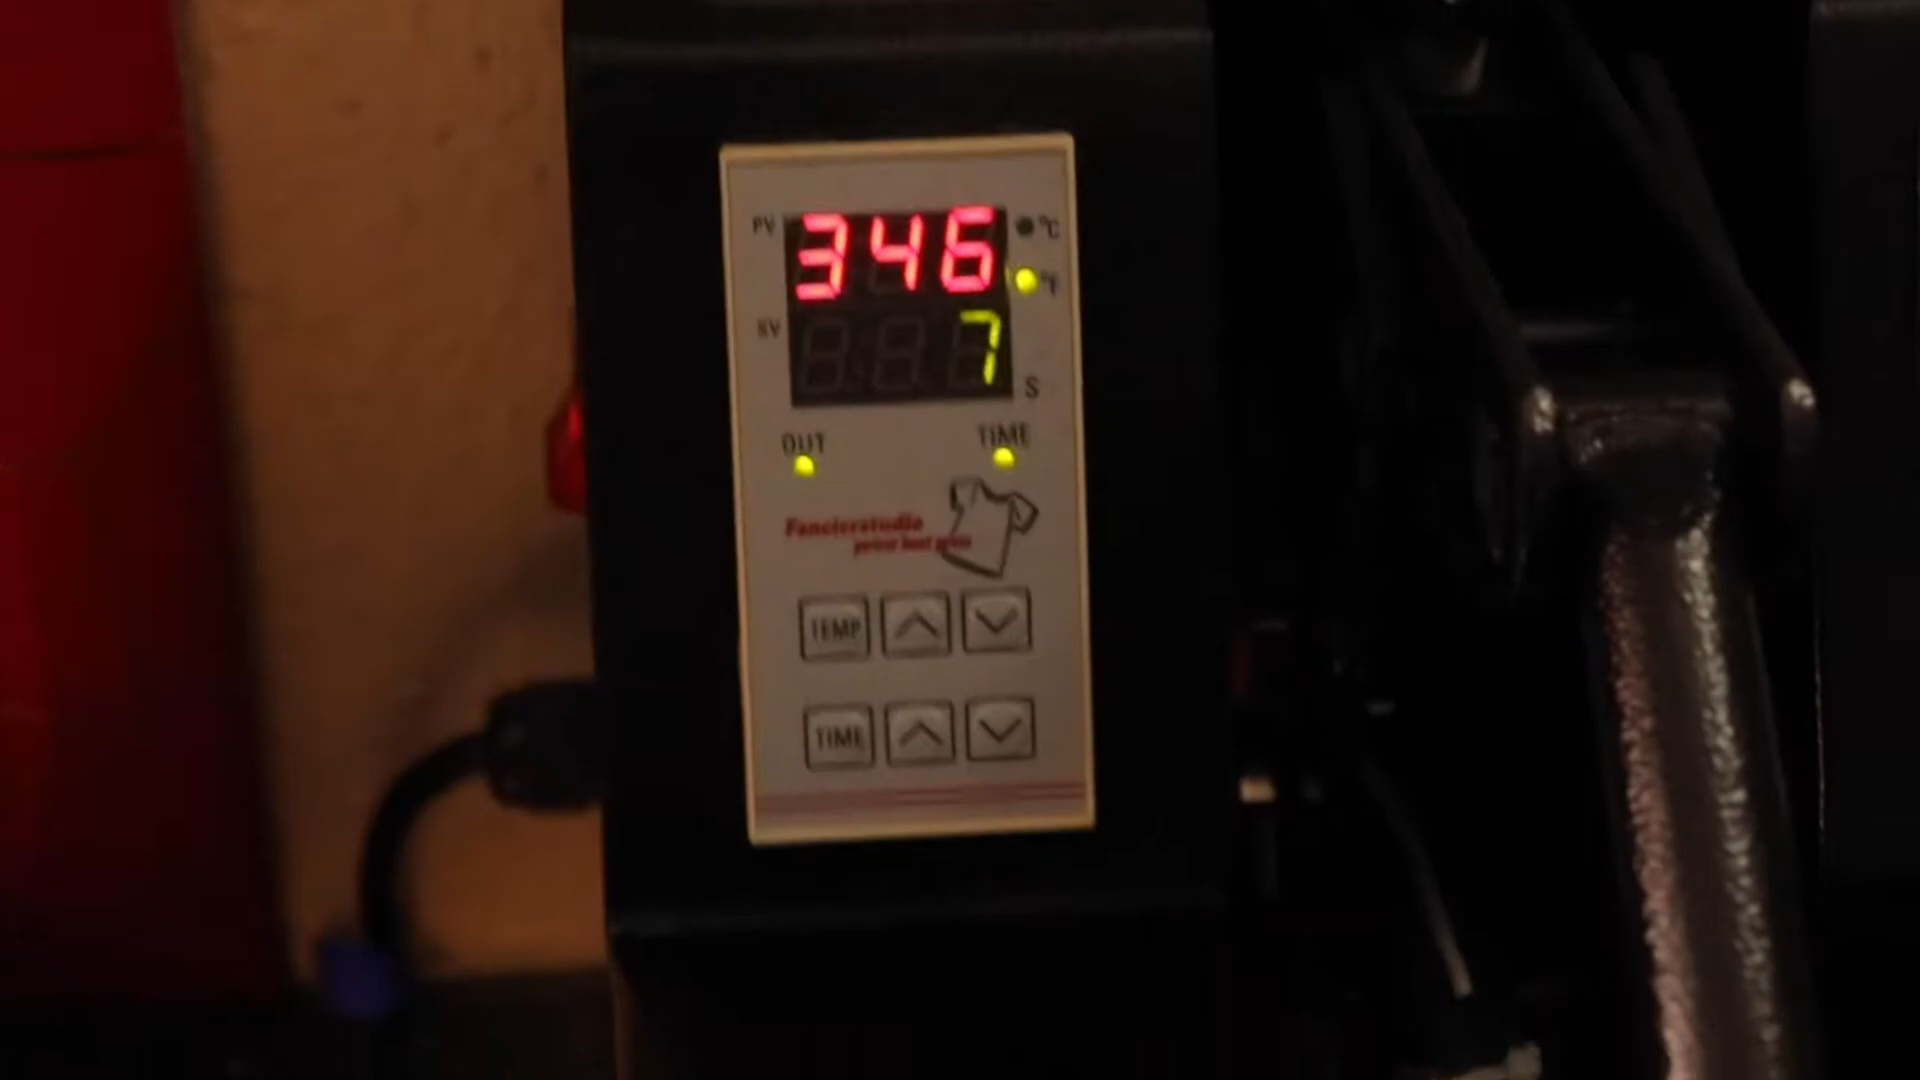 PV 346 °C
°F
SV 7
S
OUT TIME
Fancierstudio
power heat press
TEMP
TIME